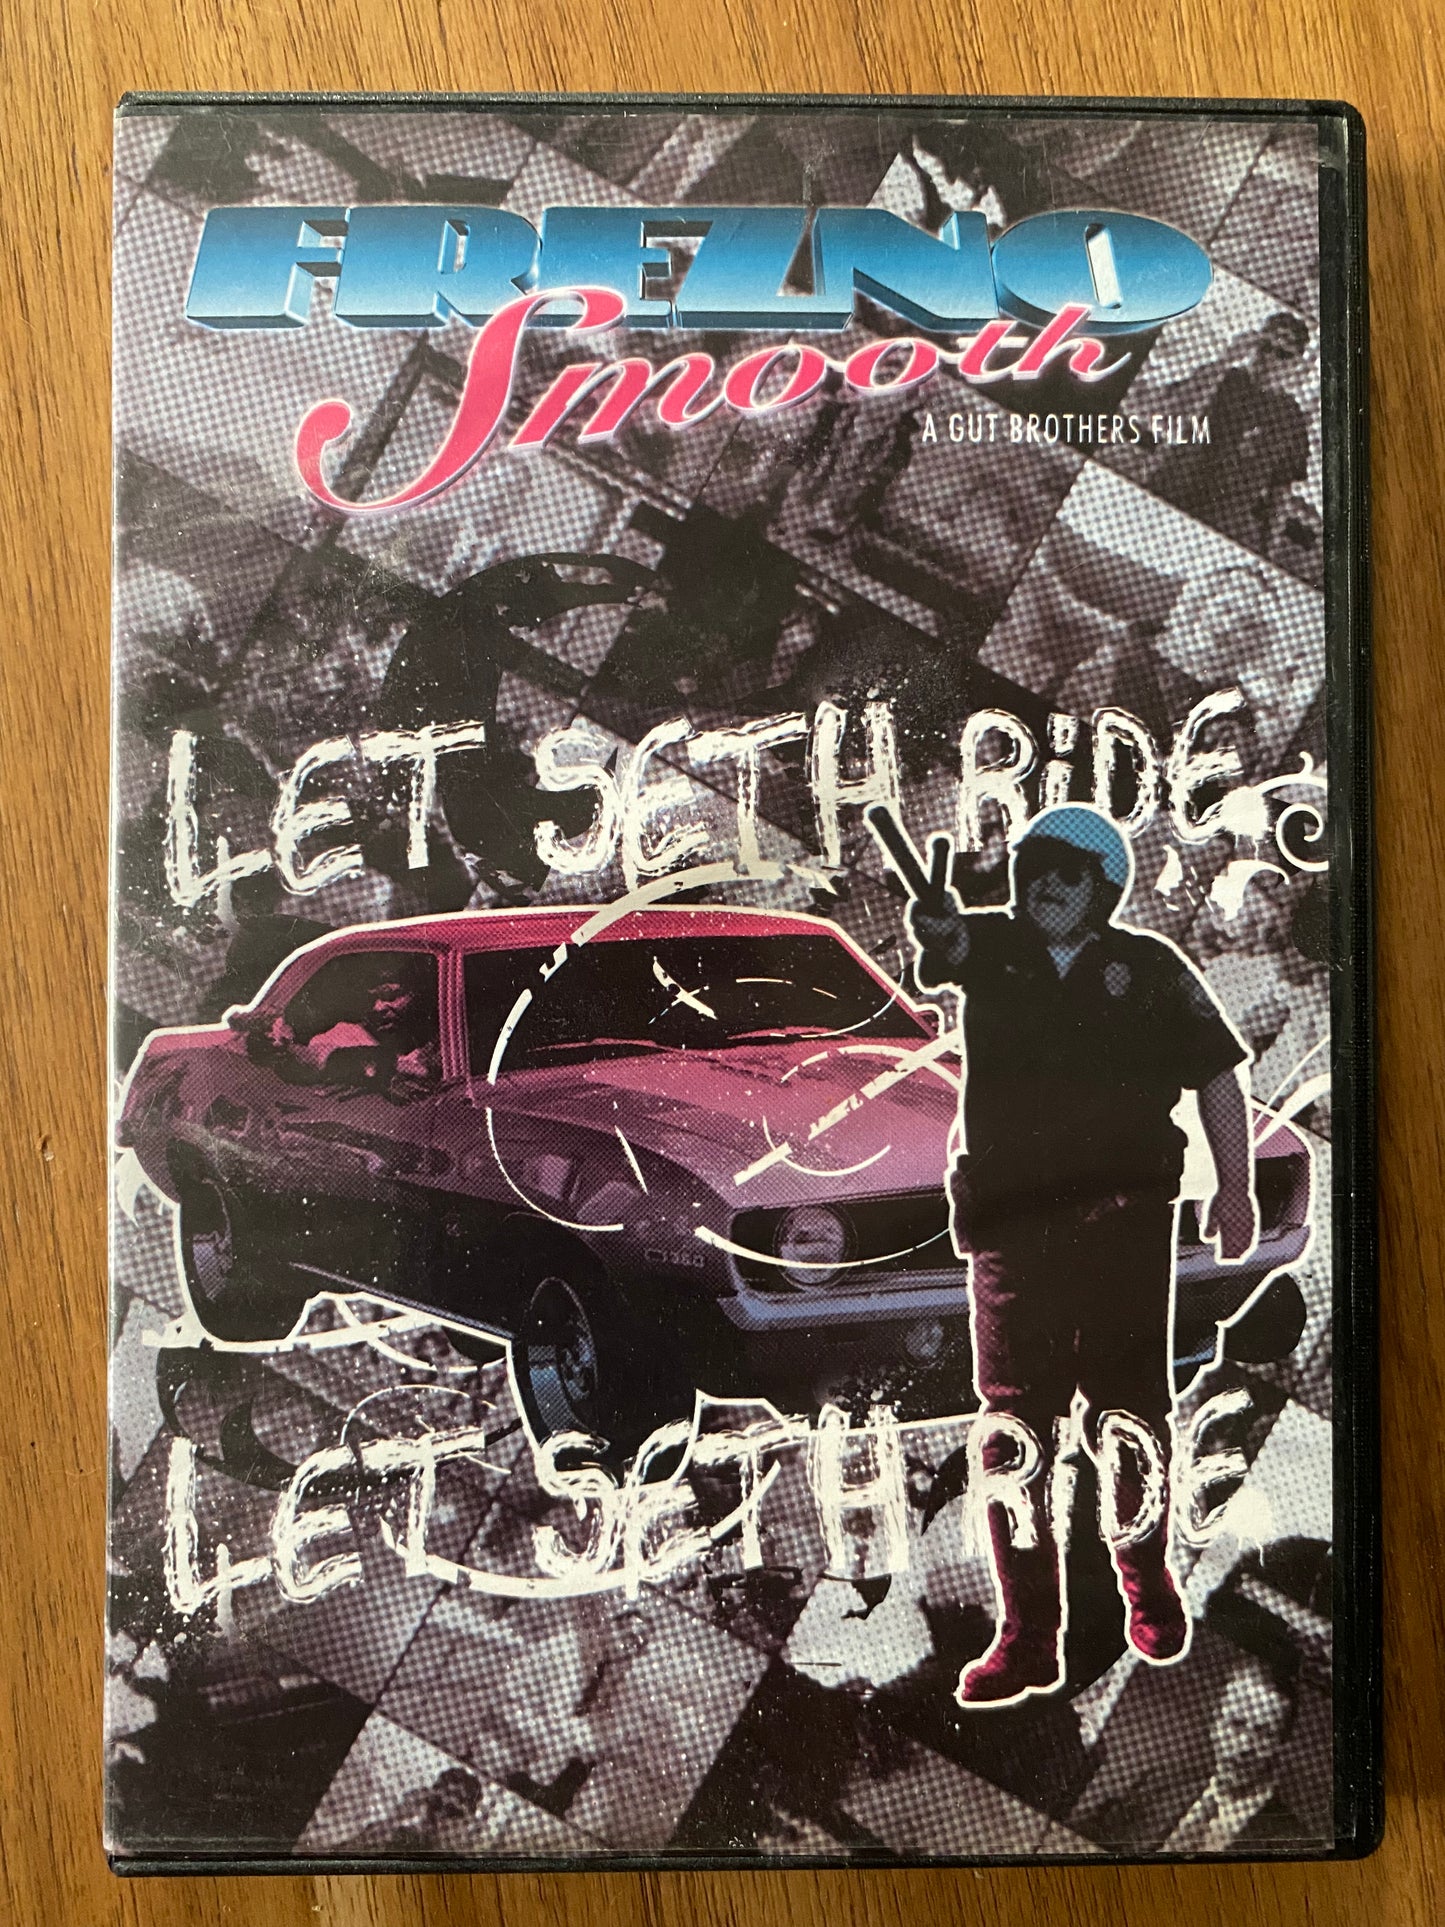 FREZNO
Smooth
A GUT BROTHERS FILM
LET SETH RIDE,
LET SETH RIDE